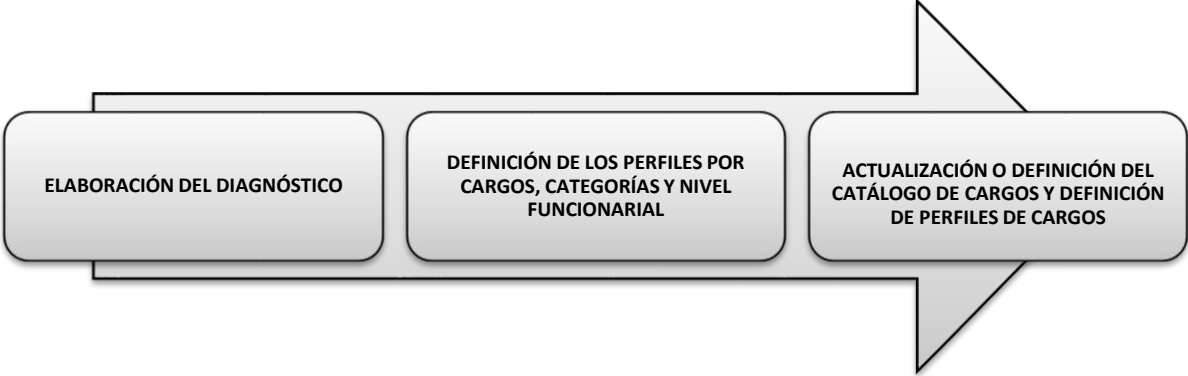 ELABORACIÓN DEL DIAGNÓSTICO
DEFINICIÓN DE LOS PERFILES POR
CARGOS, CATEGORÍAS Y NIVEL
FUNCIONARIAL
ACTUALIZACIÓN O DEFINICIÓN DEL
CATÁLOGO DE CARGOS Y DEFINICIÓN
DE PERFILES DE CARGOS